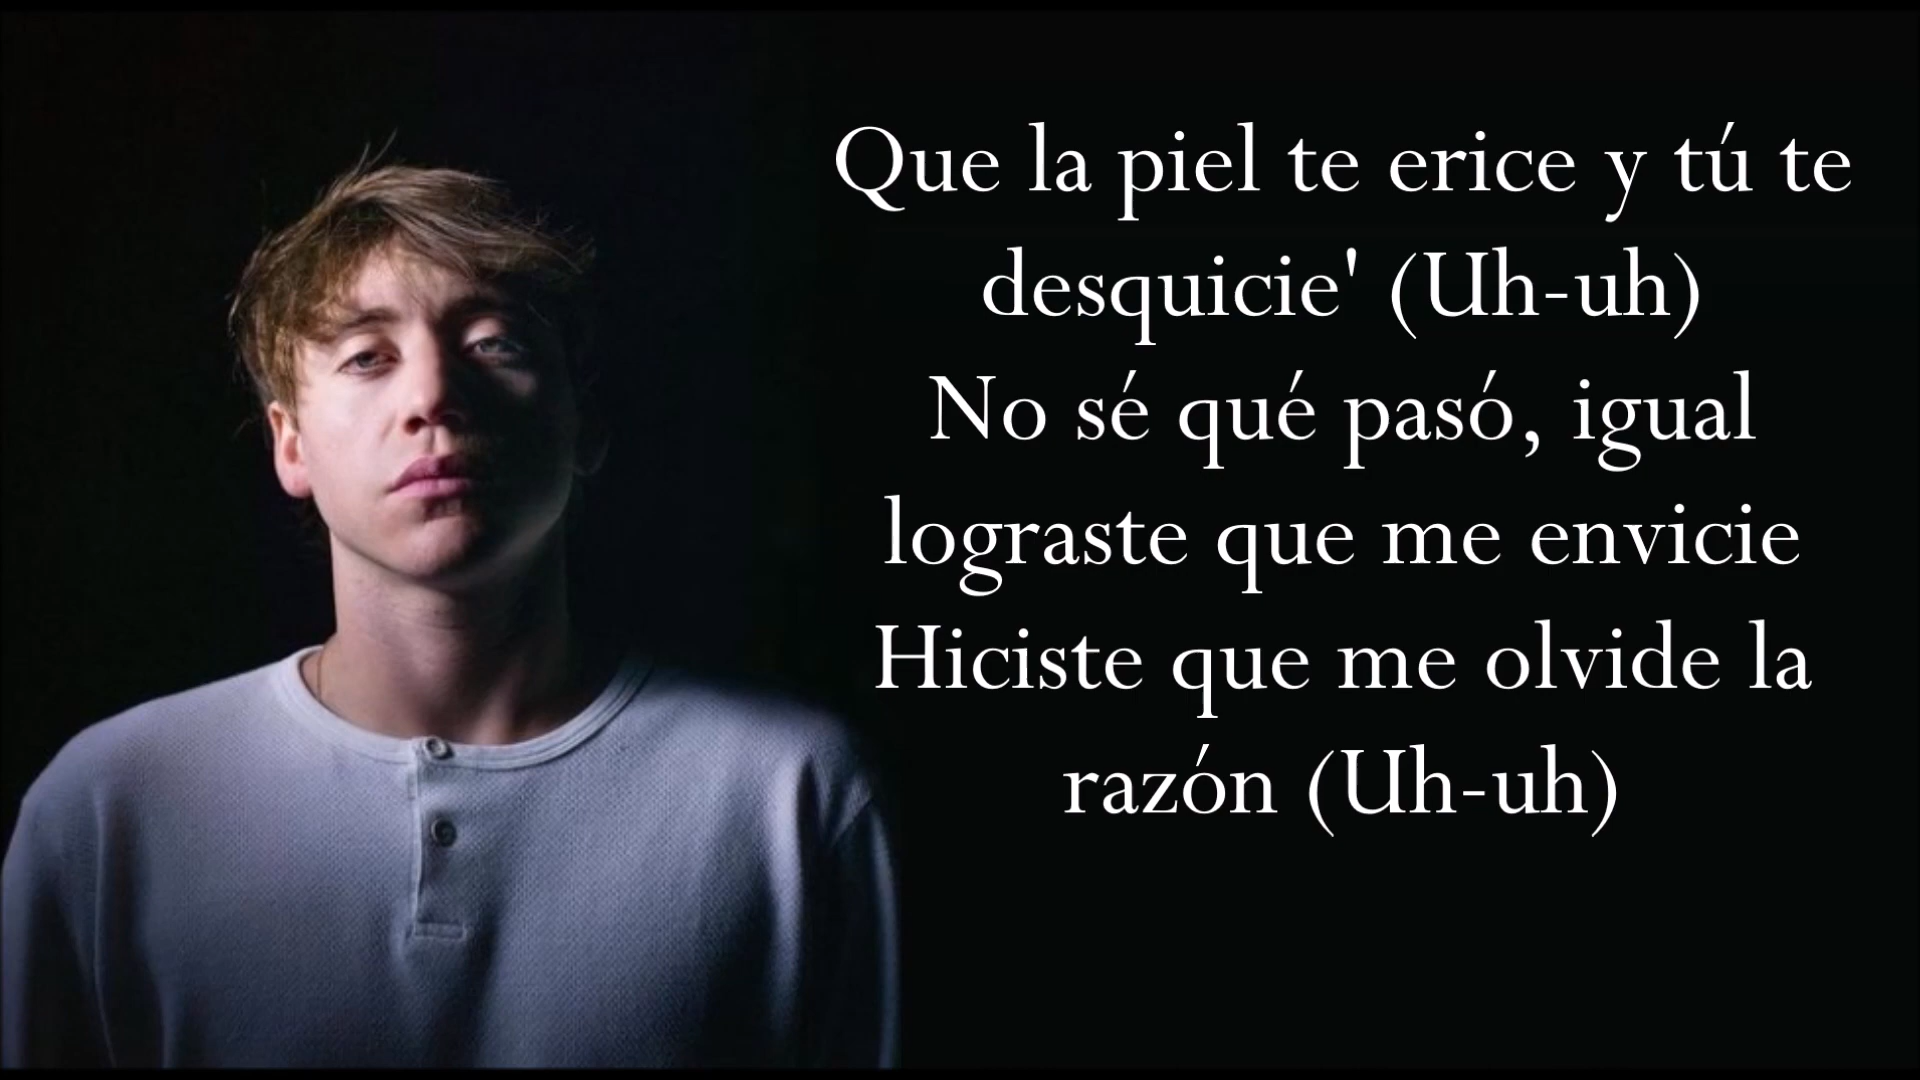 Que la piel te erice y tú te
desquicie' (Uh-uh)
No sé qué pasó, igual
lograste que me envicie
Hiciste que me olvide la
razón (Uh-uh)